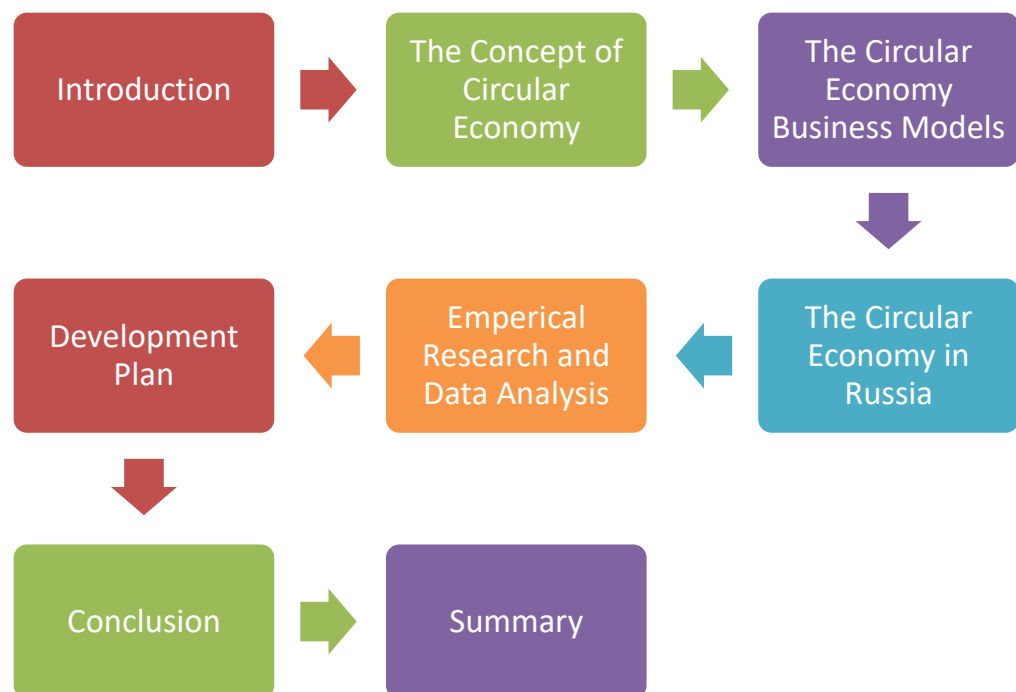 Introduction
The Concept of
Circular
Economy
The Circular
Economy
Business Models
The Circular
Economy in
Russia
Emperical
Research and
Data Analysis
Development
Plan
Conclusion
Summary